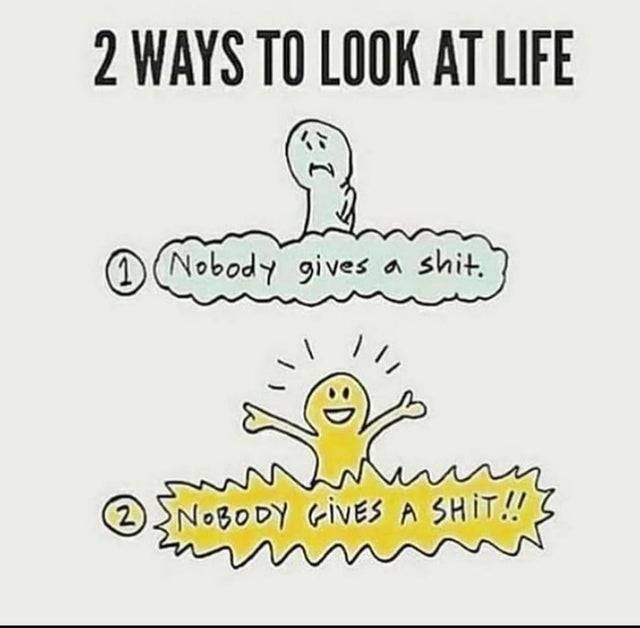 2 WAYS TO LOOK AT LIFE
1 Nobody gives a shit.
2 NOBODY GIVES A SHIT!!